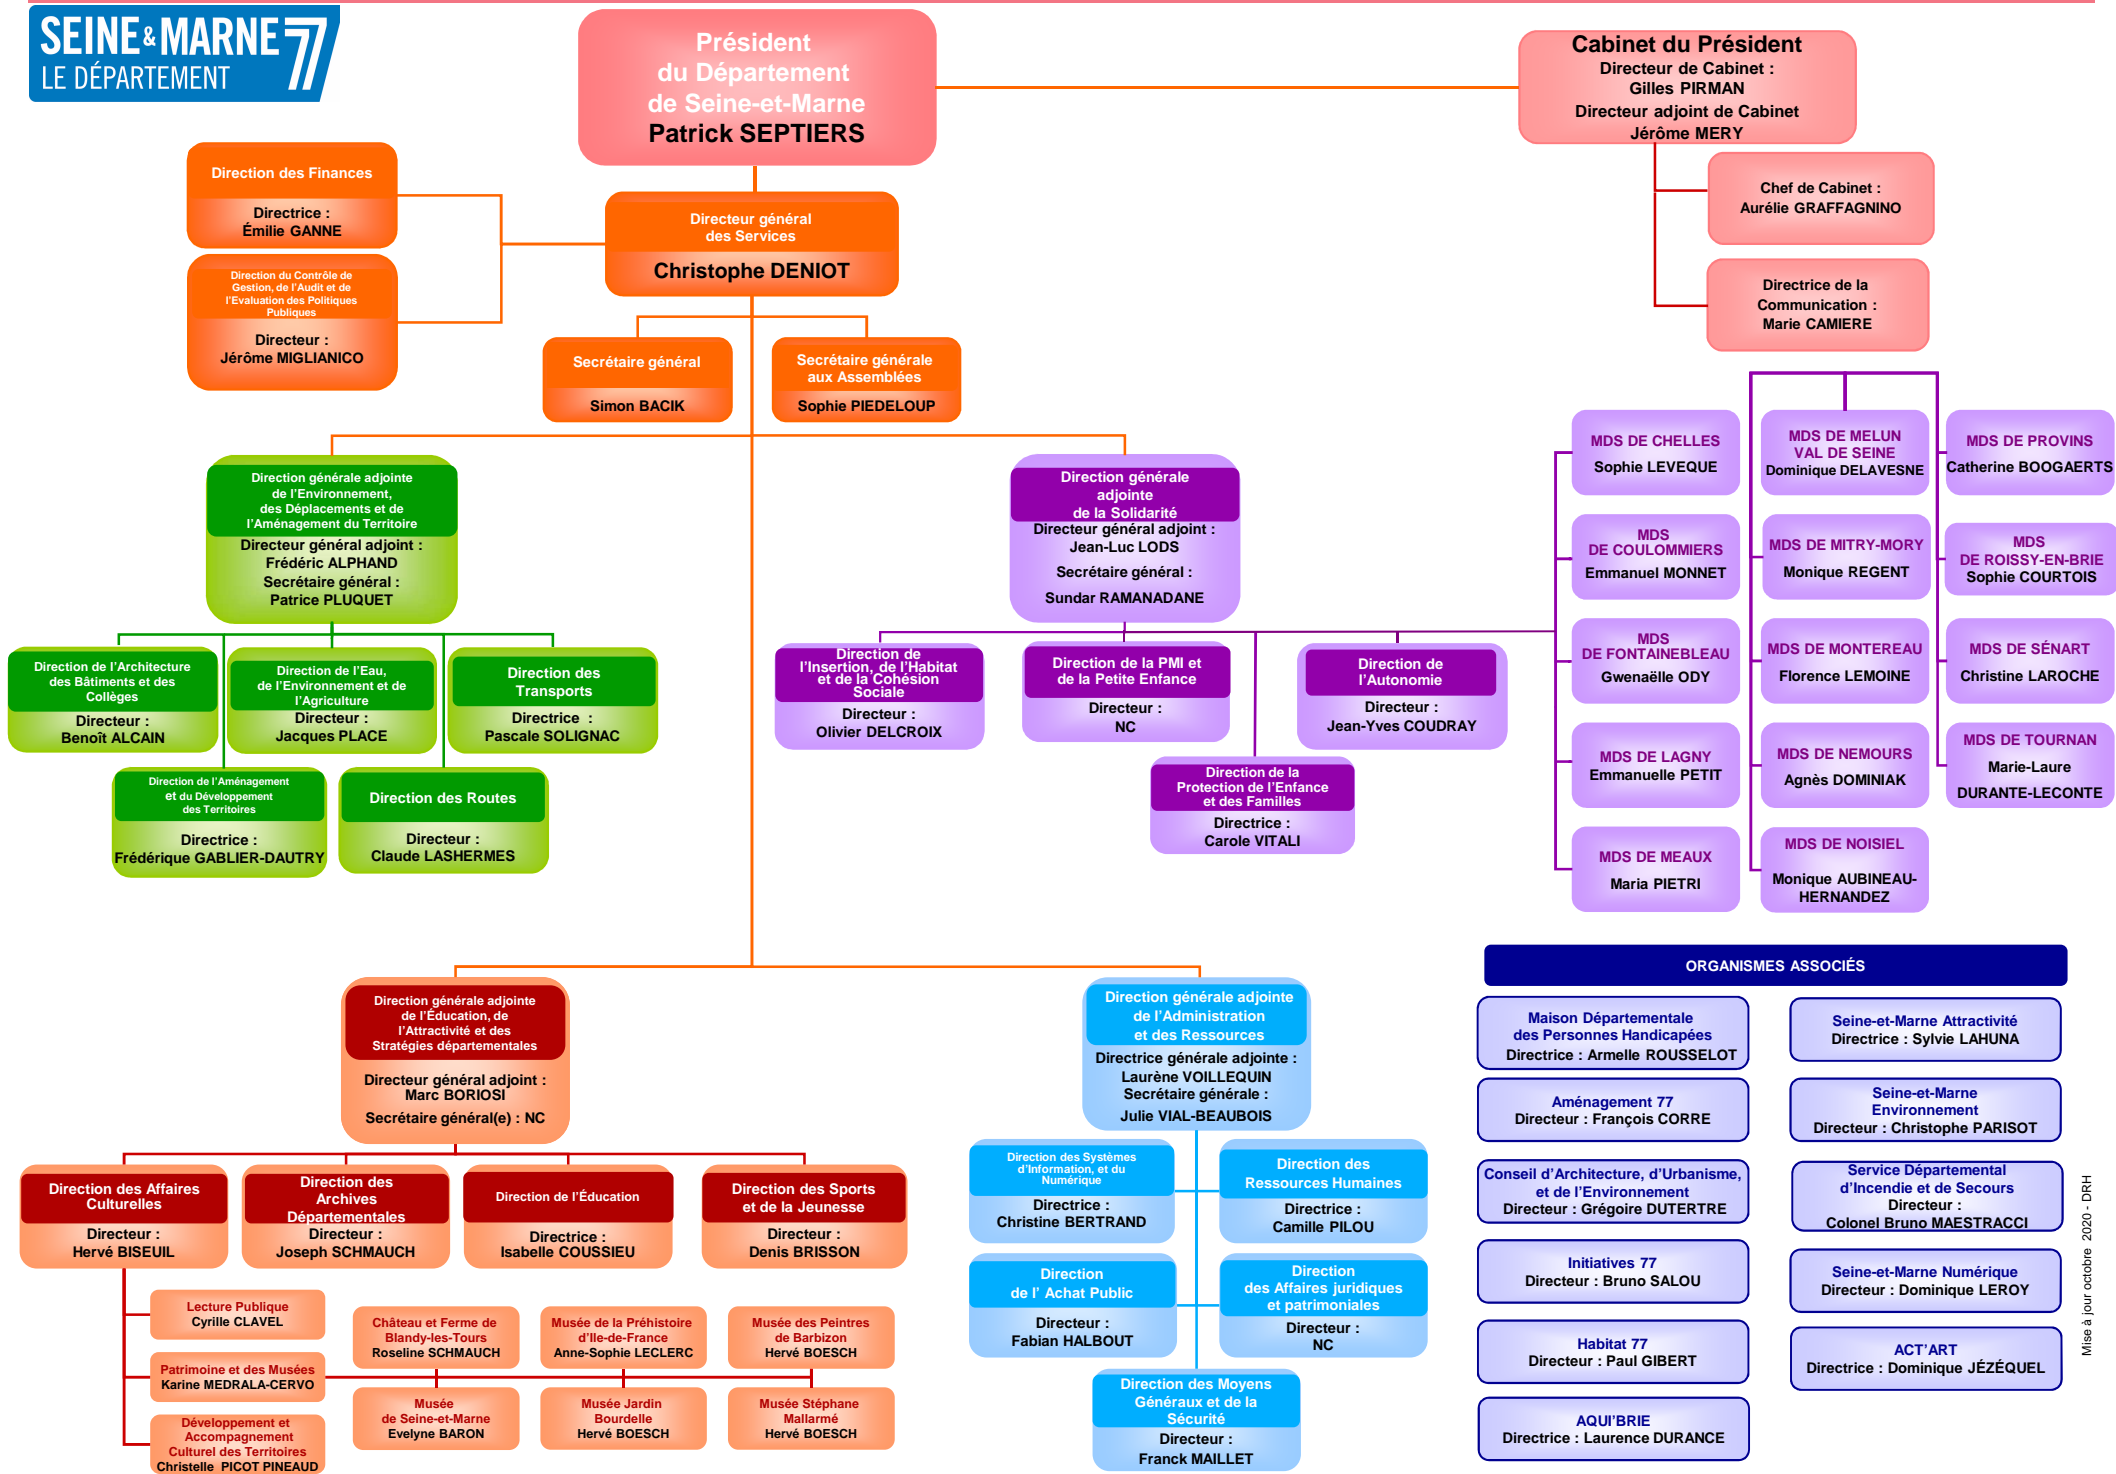 SEINE & MARNE 77
LE DÉPARTEMENT
Président
du Département
de Seine-et-Marne
Patrick SEPTIERS
Cabinet du Président
Directeur de Cabinet :
Gilles PIRMAN
Directeur adjoint de Cabinet
Jérôme MERY
Chef de Cabinet :
Aurélie GRAFFAGNINO
Directrice de la
Communication :
Marie CAMIERE
Direction des Finances
Directrice :
Émilie GANNE
Direction du Contrôle de
Gestion, de l'Audit et de
l'Evaluation des Politiques
Publiques
Directeur :
Jérôme MIGLIANICO
Directeur général
des Services
Christophe DENIOT
Secrétaire général
Simon BACIK
Secrétaire générale
aux Assemblées
Sophie PIEDELOUP
Direction générale adjointe
de l'Environnement,
des Déplacements et de
l'Aménagement du Territoire
Directeur général adjoint :
Frédéric ALPHAND
Secrétaire général :
Patrice PLUQUET
Direction de l'Architecture
des Bâtiments et des
Collèges
Directeur :
Benoît ALCAIN
Direction de l'Eau,
de l'Environnement et de
l'Agriculture
Directeur :
Jacques PLACE
Direction des
Transports
Directrice :
Pascale SOLIGNAC
Direction de l'Aménagement
et du Développement
des Territoires
Directrice :
Frédérique GABLIER-DAUTRY
Direction des Routes
Directeur :
Claude LASHERMES
Direction générale
adjointe
de la Solidarité
Directeur général adjoint :
Jean-Luc LODS
Secrétaire général :
Sundar RAMANADANE
Direction de
l'Insertion, de l'Habitat
et de la Cohésion
Sociale
Directeur :
Olivier DELCROIX
Direction de la PMI et
de la Petite Enfance
Directeur :
NC
Direction de
l'Autonomie
Directeur :
Jean-Yves COUDRAY
Direction de la
Protection de l'Enfance
et des Familles
Directrice :
Carole VITALI
MDS DE CHELLES
Sophie LEVEQUE
MDS
DE COULOMMIERS
Emmanuel MONNET
MDS
DE FONTAINEBLEAU
Gwenaëlle ODY
MDS DE LAGNY
Emmanuelle PETIT
MDS DE MEAUX
Maria PIETRI
MDS DE MELUN
VAL DE SEINE
Dominique DELAVESNE
MDS DE MITRY-MORY
Monique REGENT
MDS DE MONTEREAU
Florence LEMOINE
MDS DE NEMOURS
Agnès DOMINIAK
MDS DE NOISIEL
Monique AUBINEAU-
HERNANDEZ
MDS DE PROVINS
Catherine BOOGAERTS
MDS
DE ROISSY-EN-BRIE
Sophie COURTOIS
MDS DE SÉNART
Christine LAROCHE
MDS DE TOURNAN
Marie-Laure
DURANTE-LECONTE
Direction générale adjointe
de l'Éducation, de
l'Attractivité et des
Stratégies départementales
Directeur général adjoint :
Marc BORIOSI
Secrétaire général(e) : NC
Direction des Affaires
Culturelles
Directeur :
Hervé BISEUIL
Direction des
Archives
Départementales
Directeur :
Joseph SCHMAUCH
Direction de l'Éducation
Directrice :
Isabelle COUSSIEU
Direction des Sports
et de la Jeunesse
Directeur :
Denis BRISSON
Lecture Publique
Cyrille CLAVEL
Patrimoine et des Musées
Karine MEDRALA-CERVO
Développement et
Accompagnement
Culturel des Territoires
Christelle PICOT PINEAUD
Château et Ferme de
Blandy-les-Tours
Roseline SCHMAUCH
Musée de la Préhistoire
d'Ile-de-France
Anne-Sophie LECLERC
Musée des Peintres
de Barbizon
Hervé BOESCH
Musée
de Seine-et-Marne
Evelyne BARON
Musée Jardin
Bourdelle
Hervé BOESCH
Musée Stéphane
Mallarmé
Hervé BOESCH
Direction générale adjointe
de l'Administration
et des Ressources
Directrice générale adjointe :
Laurène VOILLEQUIN
Secrétaire générale :
Julie VIAL-BEAUBOIS
Direction des Systèmes
d'Information, et du
Numérique
Directrice :
Christine BERTRAND
Direction des
Ressources Humaines
Directrice :
Camille PILOU
Direction
de l' Achat Public
Directeur :
Fabian HALBOUT
Direction
des Affaires juridiques
et patrimoniales
Directeur :
NC
Direction des Moyens
Généraux et de la
Sécurité
Directeur :
Franck MAILLET
ORGANISMES ASSOCIÉS
Maison Départementale
des Personnes Handicapées
Directrice : Armelle ROUSSELOT
Aménagement 77
Directeur : François CORRE
Conseil d'Architecture, d'Urbanisme,
et de l'Environnement
Directeur : Grégoire DUTERTRE
Initiatives 77
Directeur : Bruno SALOU
Habitat 77
Directeur : Paul GIBERT
AQUI'BRIE
Directrice : Laurence DURANCE
Seine-et-Marne Attractivité
Directrice : Sylvie LAHUNA
Seine-et-Marne
Environnement
Directeur : Christophe PARISOT
Service Départemental
d'Incendie et de Secours
Directeur :
Colonel Bruno MAESTRACCI
Seine-et-Marne Numérique
Directeur : Dominique LEROY
ACT'ART
Directrice : Dominique JÉZÉQUEL
Mise à jour octobre 2020 - DRH